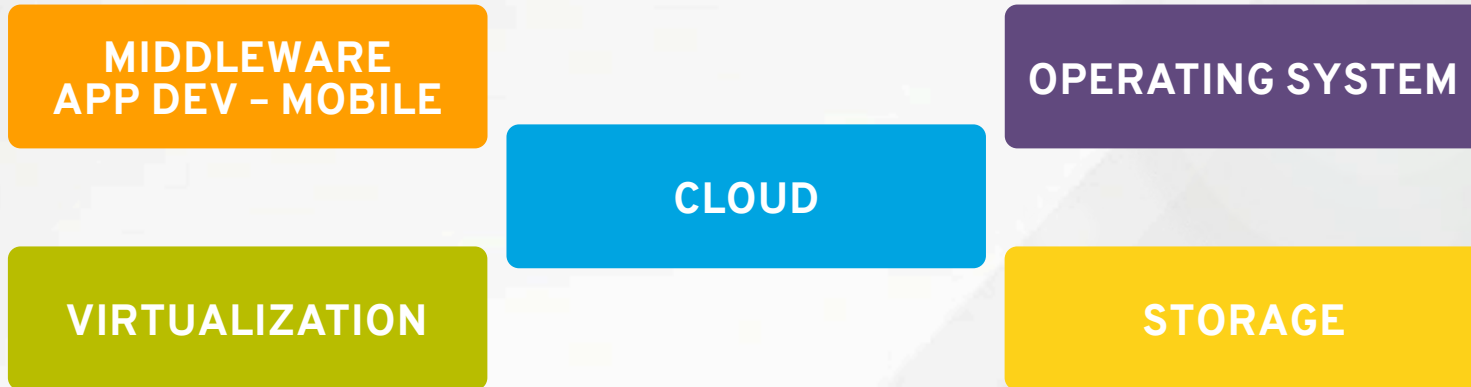 MIDDLEWARE
APP DEV – MOBILE
OPERATING SYSTEM
CLOUD
VIRTUALIZATION
STORAGE